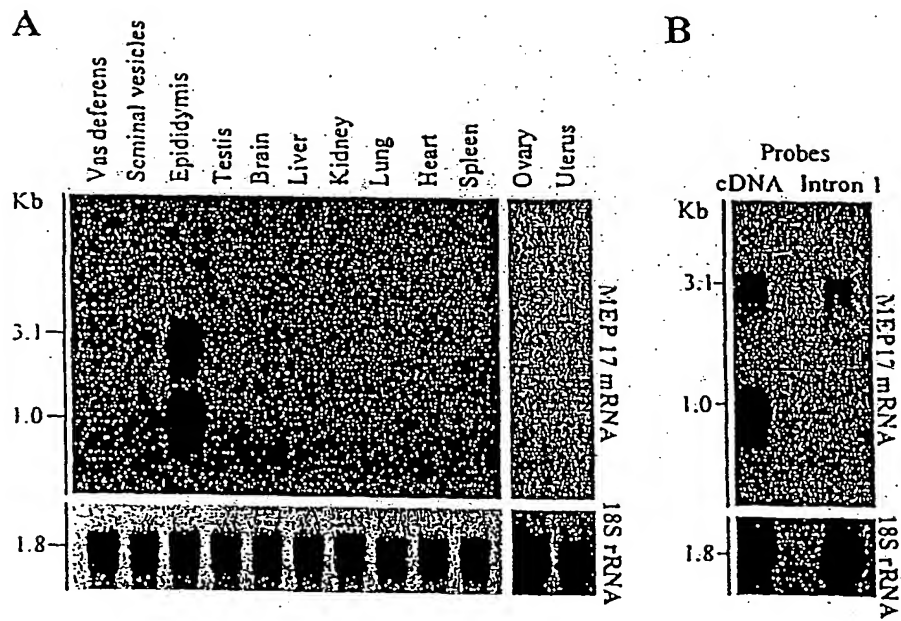 A
Vas deferens
Seminal vesicles
Epididymis
Testis
Brain
Liver
Kidney
Lung
Heart
Spleen
Ovary
Uterus
Kb
3.1
1.0
MEP 17 mRNA
1.8
18S rRNA
B
Probes
cDNA Intron 1
Kb
3.1
1.0
MEP17 mRNA
1.8
18S rRNA